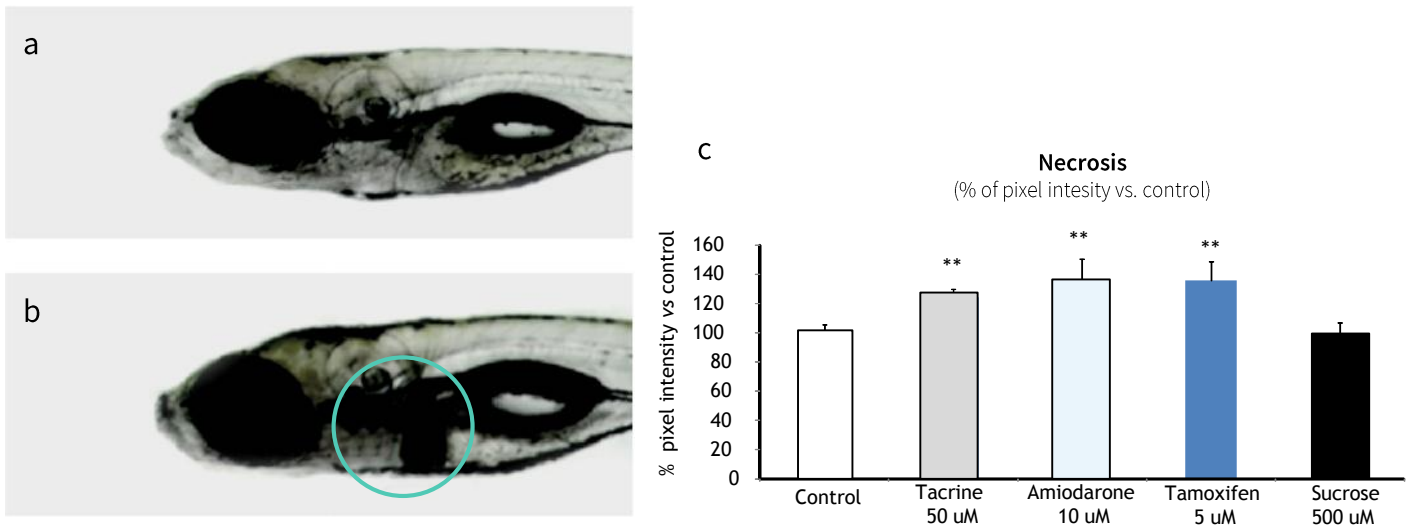 a
b
c
Necrosis
(% of pixel intesity vs. control)
**
**
**
% pixel intensity vs control
160
140
120
100
80
60
40
20
0
Control
Tacrine
50 uM
Amiodarone
10 uM
Tamoxifen
5 uM
Sucrose
500 uM